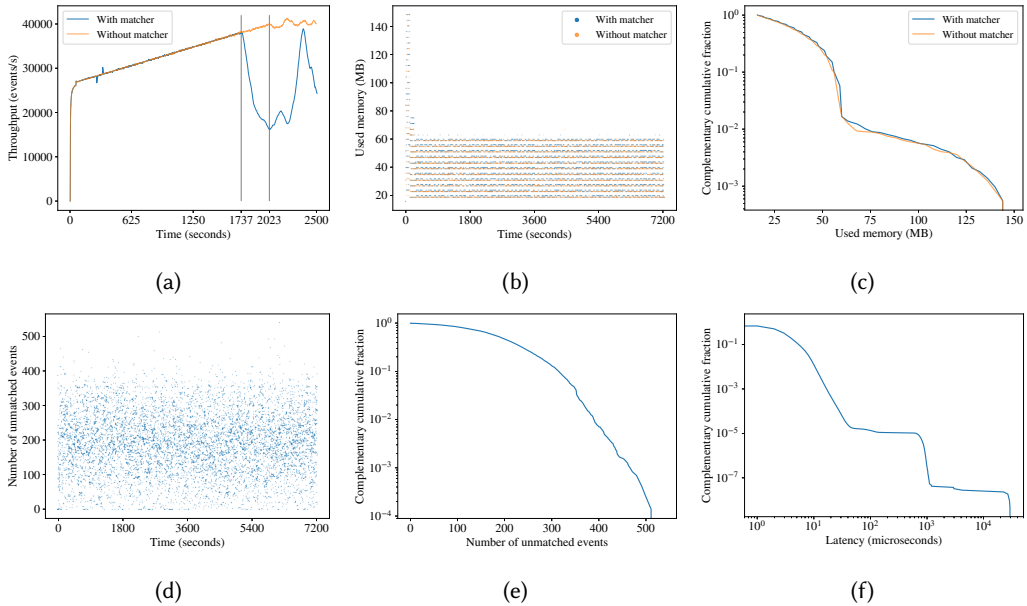 With matcher
Without matcher
Throughput (events/s)
40000
30000
20000
10000
0
0 625 1250 1737 2023 2500
Time (seconds)
(a)
With matcher
Without matcher
Used memory (MB)
140
120
100
80
60
40
20
0 1800 3600 5400 7200
Time (seconds)
(b)
With matcher
Without matcher
Complementary cumulative fraction
10^0
10^-1
10^-2
10^-3
25 50 75 100 125 150
Used memory (MB)
(c)
Number of unmatched events
500
400
300
200
100
0
0 1800 3600 5400 7200
Time (seconds)
(d)
Complementary cumulative fraction
10^0
10^-1
10^-2
10^-3
10^-4
0 100 200 300 400 500
Number of unmatched events
(e)
Complementary cumulative fraction
10^-1
10^-3
10^-5
10^-7
10^0 10^1 10^2 10^3 10^4
Latency (microseconds)
(f)